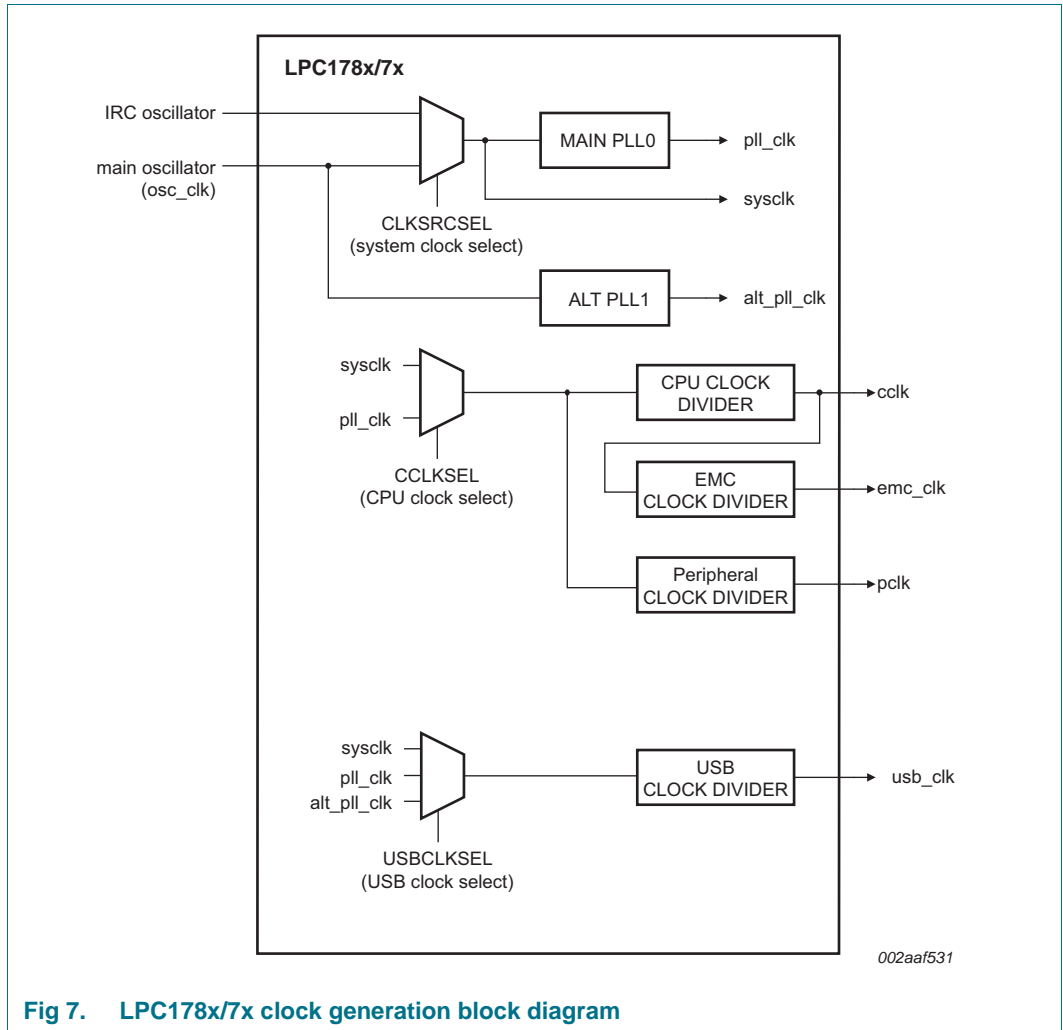 LPC178x/7x
IRC oscillator
main oscillator
(osc_clk)
MAIN PLL0
pll_clk
sysclk
CLKSRCSEL
(system clock select)
ALT PLL1
alt_pll_clk
sysclk
pll_clk
CCLKSEL
(CPU clock select)
CPU CLOCK
DIVIDER
cclk
EMC
CLOCK DIVIDER
emc_clk
Peripheral
CLOCK DIVIDER
pclk
sysclk
pll_clk
alt_pll_clk
USBCLKSEL
(USB clock select)
USB
CLOCK DIVIDER
usb_clk
002aaf531
Fig 7. LPC178x/7x clock generation block diagram